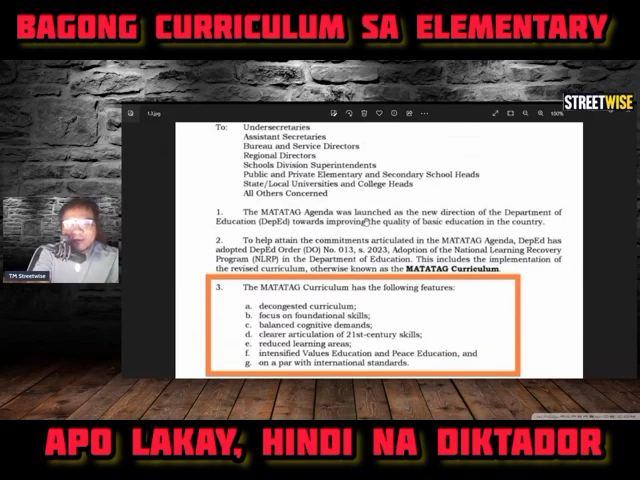 BAGONG CURRICULUM SA ELEMENTARY
STREETWISE
1.3.jpg
100%
To: Undersecretaries
Assistant Secretaries
Bureau and Service Directors
Regional Directors
Schools Division Superintendents
Public and Private Elementary and Secondary School Heads
State/Local Universities and College Heads
All Others Concerned
1. The MATATAG Agenda was launched as the new direction of the Department of
Education (DepEd) towards improving the quality of basic education in the country.
2. To help attain the commitments articulated in the MATATAG Agenda, DepEd has
adopted DepEd Order (DO) No. 013, s. 2023, Adoption of the National Learning Recovery
Program (NLRP) in the Department of Education. This includes the implementation of
the revised curriculum, otherwise known as the MATATAG Curriculum.
3. The MATATAG Curriculum has the following features:
a. decongested curriculum;
b. focus on foundational skills;
c. balanced cognitive demands;
d. clearer articulation of 21st-century skills;
e. reduced learning areas;
f. intensified Values Education and Peace Education, and
g. on a par with international standards.
TM Streetwise
APO LAKAY, HINDI NA DIKTADOR